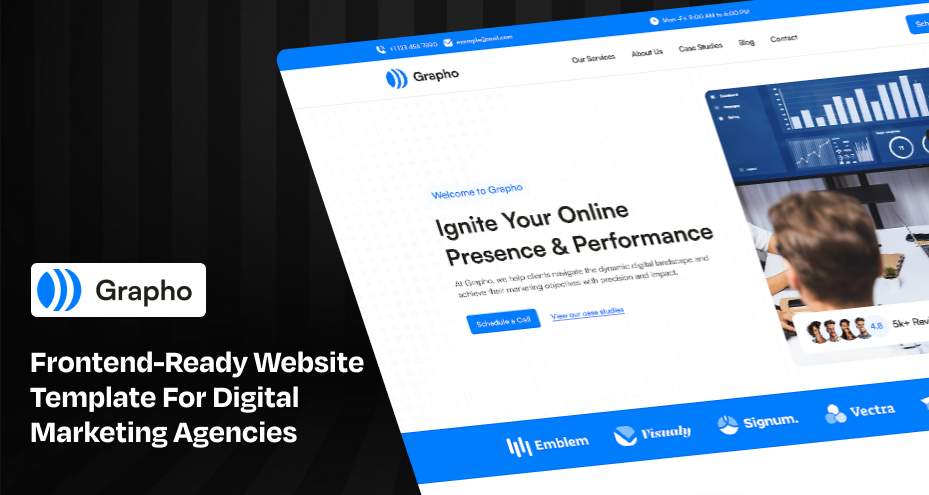 +1 123 456 7890
example@mail.com
Mon-Fri 9:00 AM to 6:00 PM
Grapho
Our Services
About Us
Case Studies
Blog
Contact
Sch
Welcome to Grapho
Ignite Your Online
Presence & Performance
At Grapho, we help clients navigate the dynamic digital landscape and
achieve their marketing objectives with precision and impact.
Schedule a Call
View our case studies
4.8
5k+ Revi
Emblem
Visualy
Signum.
Vectra
Grapho
Frontend-Ready Website
Template For Digital
Marketing Agencies